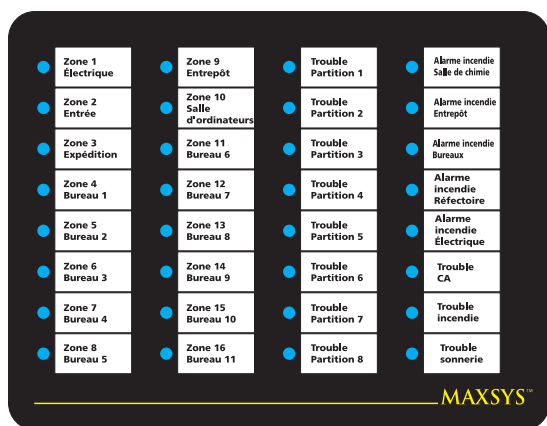 Zone 1
Électrique
Zone 2
Entrée
Zone 3
Expédition
Zone 4
Bureau 1
Zone 5
Bureau 2
Zone 6
Bureau 3
Zone 7
Bureau 4
Zone 8
Bureau 5
Zone 9
Entrepôt
Zone 10
Salle
d'ordinateurs
Zone 11
Bureau 6
Zone 12
Bureau 7
Zone 13
Bureau 8
Zone 14
Bureau 9
Zone 15
Bureau 10
Zone 16
Bureau 11
Trouble
Partition 1
Trouble
Partition 2
Trouble
Partition 3
Trouble
Partition 4
Trouble
Partition 5
Trouble
Partition 6
Trouble
Partition 7
Trouble
Partition 8
Alarme incendie
Salle de chimie
Alarme incendie
Entrepôt
Alarme incendie
Bureaux
Alarme
incendie
Réfectoire
Alarme
incendie
Électrique
Trouble
CA
Trouble
incendie
Trouble
sonnerie
MAXSYS™